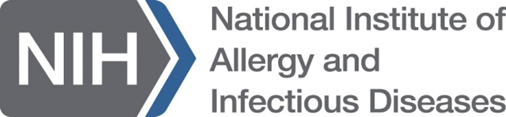 NIH
National Institute of
Allergy and
Infectious Diseases